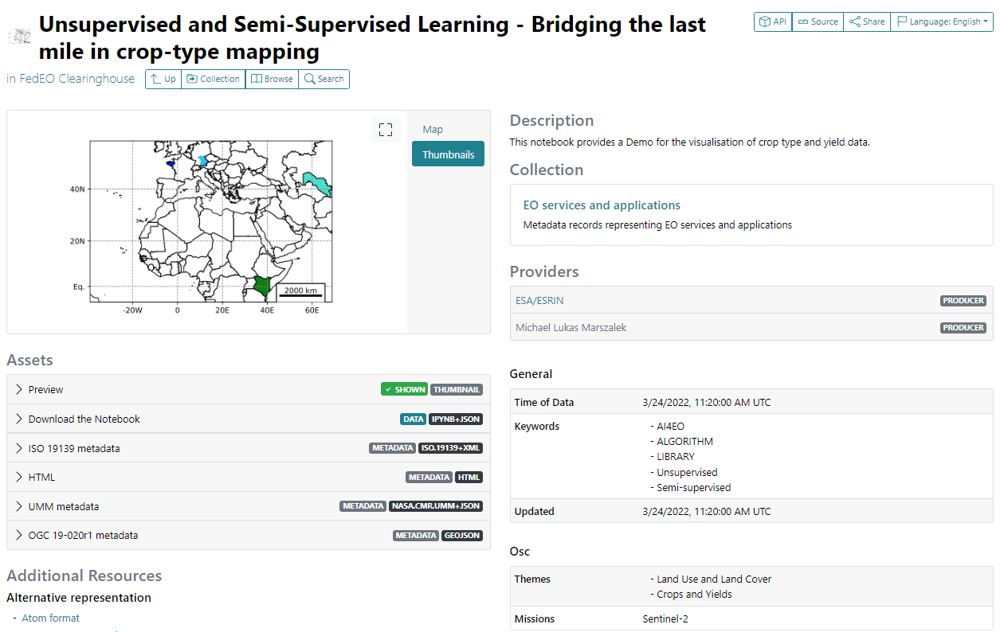 Unsupervised and Semi-Supervised Learning - Bridging the last
mile in crop-type mapping
API
Source
Share
Language: English
in FedEO Clearinghouse
Up
Collection
Browse
Search
Map
Thumbnails
40N
20N
Eq.
2000 km
-20W 0 20E 40E 60E
Assets
Preview SHOWN THUMBNAIL
Download the Notebook DATA IPYNB+JSON
ISO 19139 metadata METADATA ISO.19139+XML
HTML METADATA HTML
UMM metadata METADATA NASA.CMR.UMM+JSON
OGC 19-020r1 metadata METADATA GEOJSON
Additional Resources
Alternative representation
- Atom format
Description
This notebook provides a Demo for the visualisation of crop type and yield data.
Collection
EO services and applications
Metadata records representing EO services and applications
Providers
ESA/ESRIN PRODUCER
Michael Lukas Marszalek PRODUCER
General
Time of Data 3/24/2022, 11:20:00 AM UTC
Keywords - AI4EO
- ALGORITHM
- LIBRARY
- Unsupervised
- Semi-supervised
Updated 3/24/2022, 11:20:00 AM UTC
Osc
Themes - Land Use and Land Cover
- Crops and Yields
Missions Sentinel-2